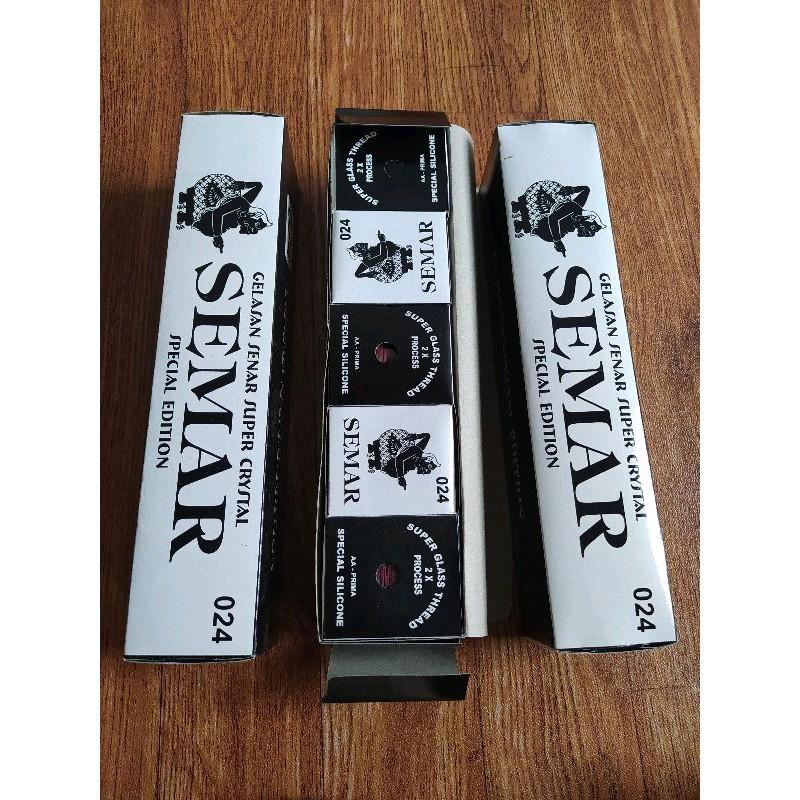 GELASAN SENAR SUPER CRYSTAL
SEMAR
SPECIAL EDITION
024
SUPER GLASS THREAD
2 X
PROCESS
AA - PRIMA
SPECIAL SILICONE
024
SEMAR
SUPER GLASS THREAD
2 X
PROCESS
AA - PRIMA
SPECIAL SILICONE
SEMAR
024
SUPER GLASS THREAD
2 X
PROCESS
AA - PRIMA
SPECIAL SILICONE
GELASAN SENAR SUPER CRYSTAL
SEMAR
SPECIAL EDITION
024